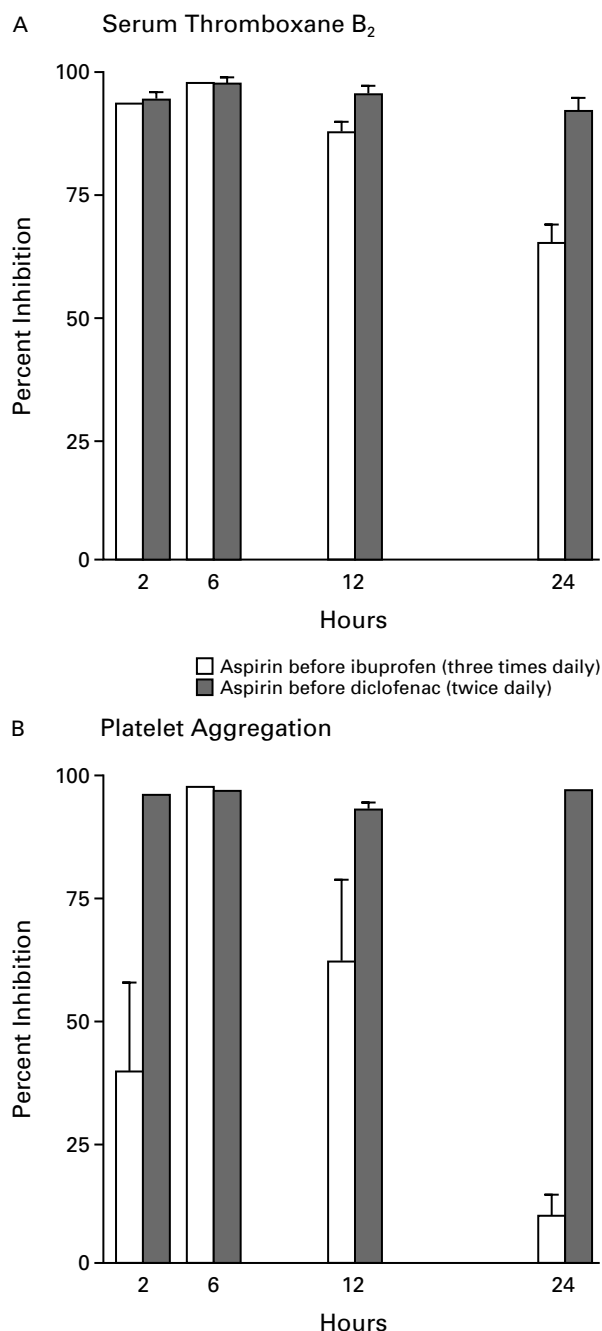 A Serum Thromboxane B₂
100
75
50
25
0
Percent Inhibition
2 6 12 24
Hours
Aspirin before ibuprofen (three times daily)
Aspirin before diclofenac (twice daily)
B Platelet Aggregation
100
75
50
25
0
Percent Inhibition
2 6 12 24
Hours